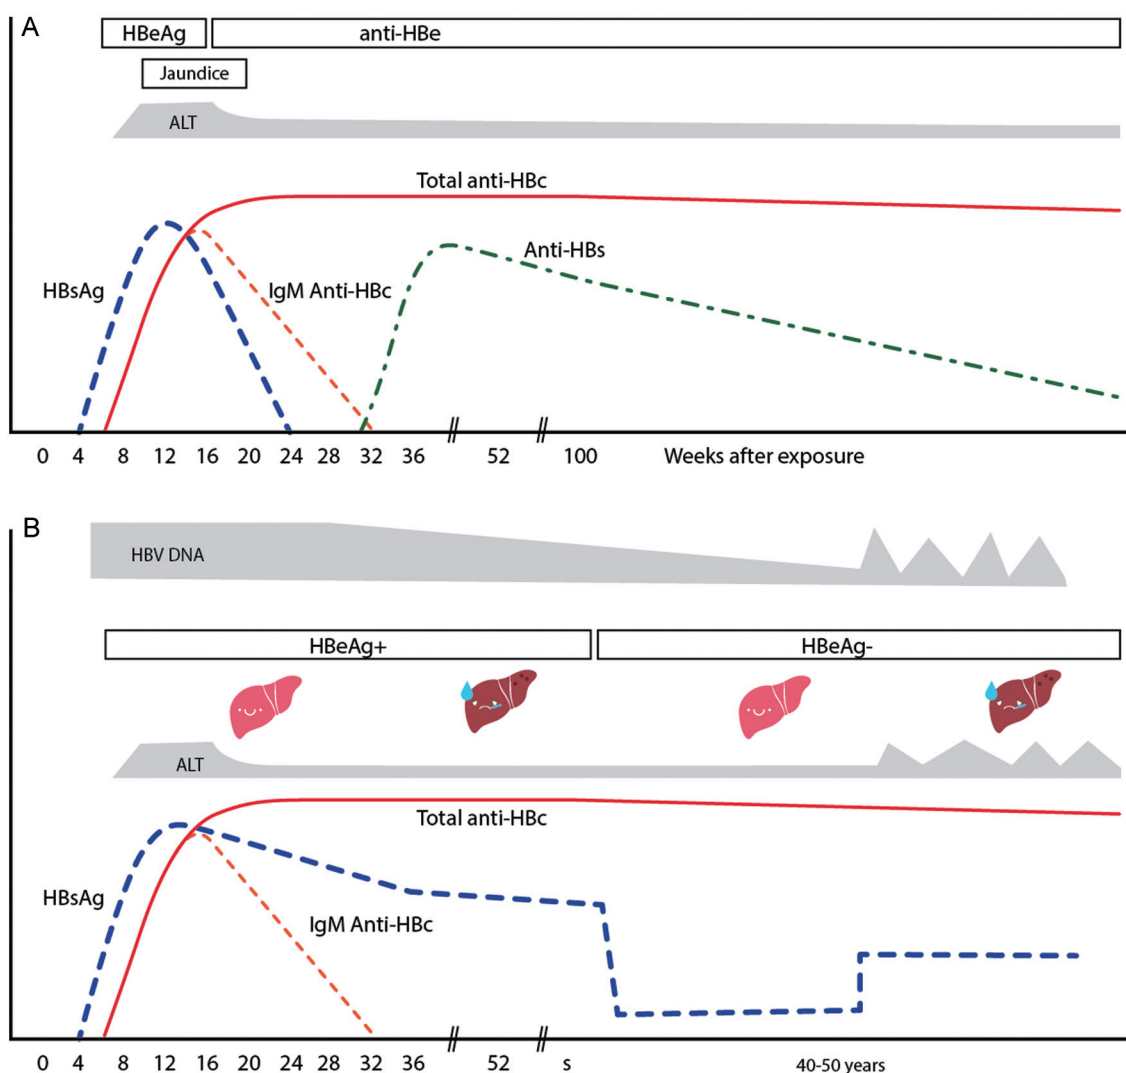 A
HBeAg
anti-HBe
Jaundice
ALT
Total anti-HBc
Anti-HBs
HBsAg
IgM Anti-HBc
0 4 8 12 16 20 24 28 32 36 52 100 Weeks after exposure
B
HBV DNA
HBeAg+
HBeAg-
ALT
Total anti-HBc
HBsAg
IgM Anti-HBc
0 4 8 12 16 20 24 28 32 36 52 s 40-50 years